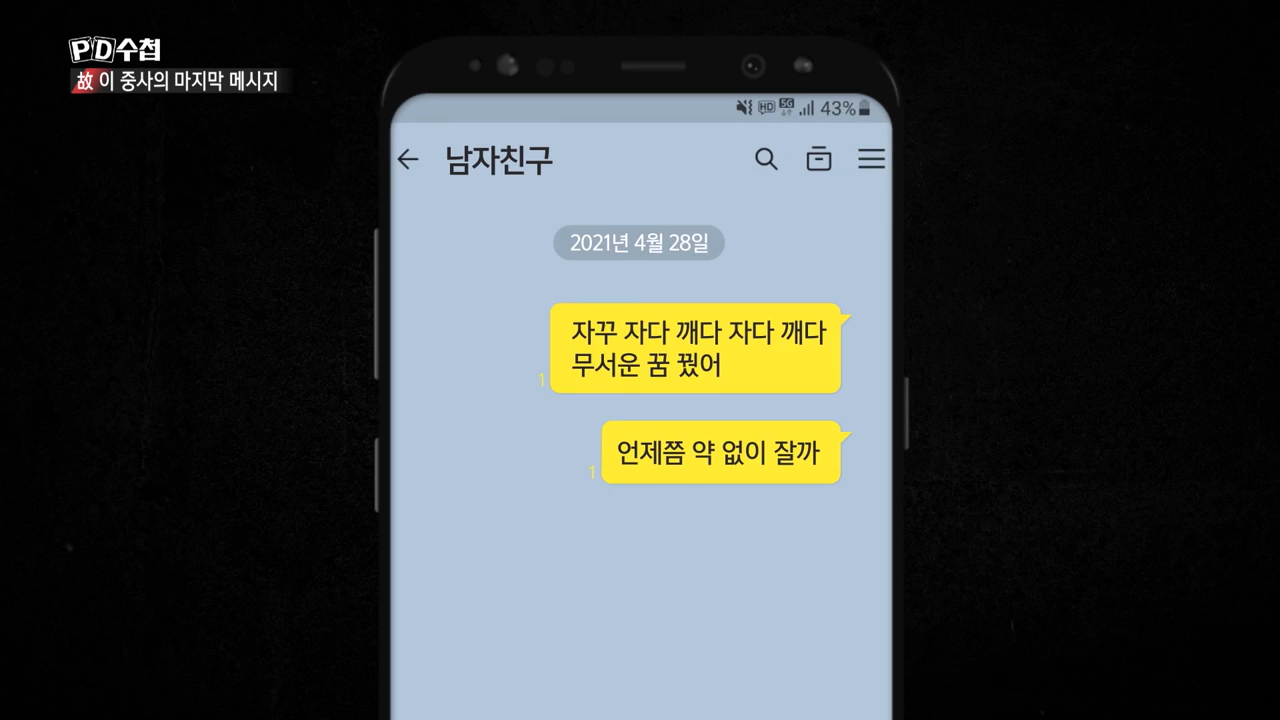 PD수첩
故 이 중사의 마지막 메시지
HD 5G 43%
남자친구
2021년 4월 28일
자꾸 자다 깨다 자다 깨다
무서운 꿈 꿨어
1
언제쯤 약 없이 잘까
1